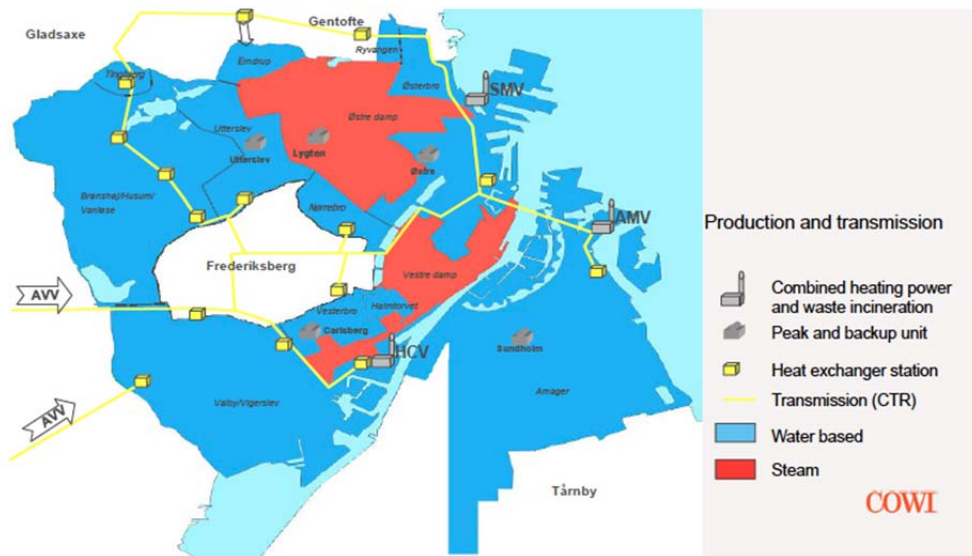 Gladsaxe
Gentofte
Ryvangen
Emdrup
Tingbjerg
Østerbro
SMV
Østre damp
Utterslev
Utterslev
Lygten
Østre
Brønshøj/Husum/
Vanløse
Nørrebro
AMV
Frederiksberg
Vestre damp
AVV
Vesterbro
Halmtorvet
Carlsberg
HCV
Sundholm
Valby/Vigerslev
Amager
AVV
Tårnby
Production and transmission
Combined heating power
and waste incineration
Peak and backup unit
Heat exchanger station
Transmission (CTR)
Water based
Steam
COWI